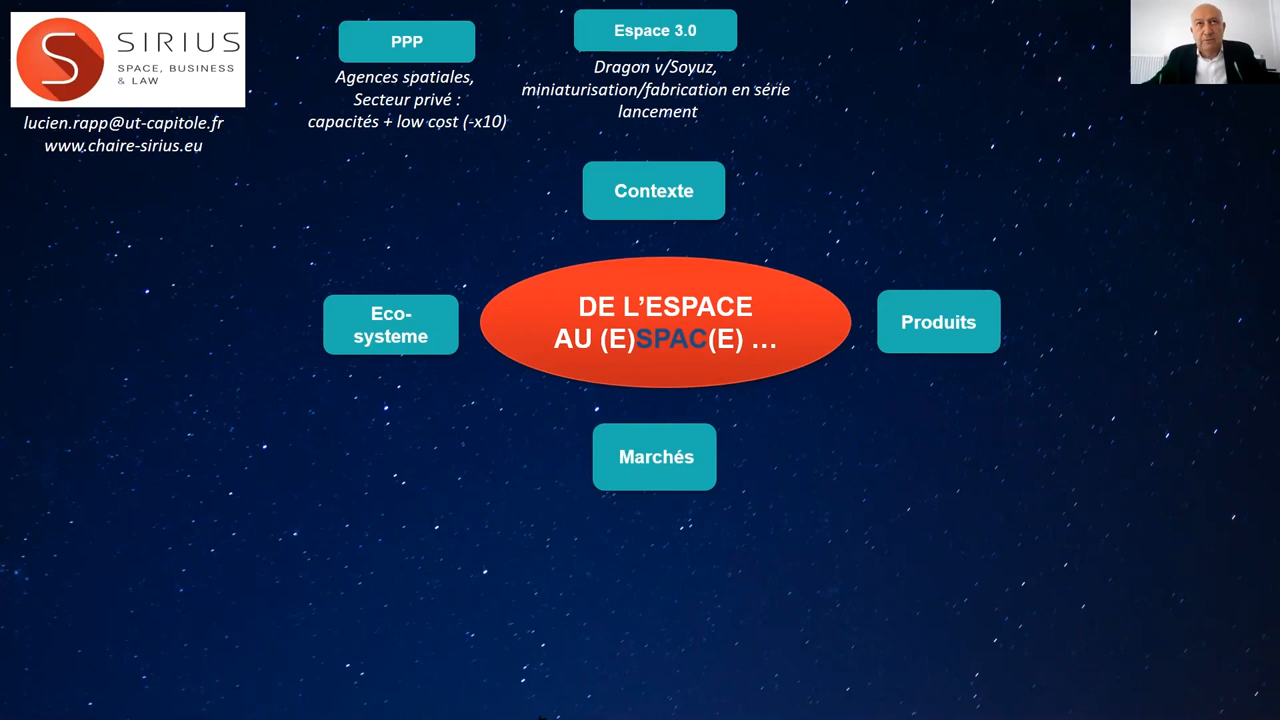 SIRIUS
SPACE, BUSINESS
& LAW
lucien.rapp@ut-capitole.fr
www.chaire-sirius.eu
PPP
Agences spatiales,
Secteur privé :
capacités + low cost (-x10)
Espace 3.0
Dragon v/Soyuz,
miniaturisation/fabrication en série
lancement
Contexte
Eco-
systeme
DE L’ESPACE
AU (E)SPAC(E) …
Produits
Marchés